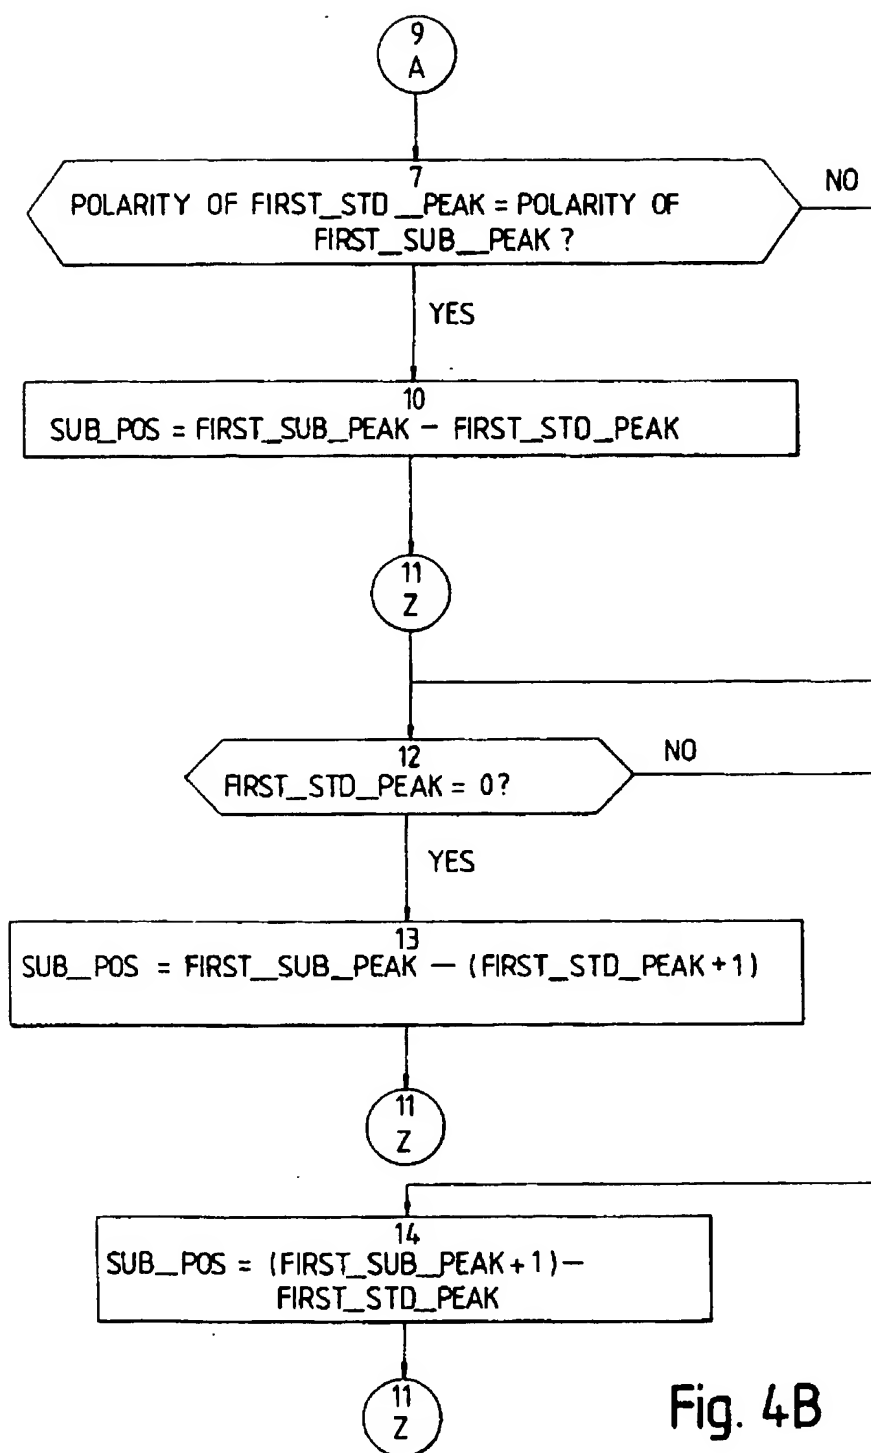 9
A
7
POLARITY OF FIRST_STD__PEAK = POLARITY OF
FIRST_SUB__PEAK ?
NO
YES
10
SUB_POS = FIRST_SUB_PEAK — FIRST_STD_PEAK
11
Z
12
FIRST_STD_PEAK = 0?
NO
YES
13
SUB_POS = FIRST_SUB_PEAK — (FIRST_STD_PEAK+1)
11
Z
14
SUB_POS = (FIRST_SUB_PEAK+1)—
FIRST_STD_PEAK
11
Z
Fig. 4B